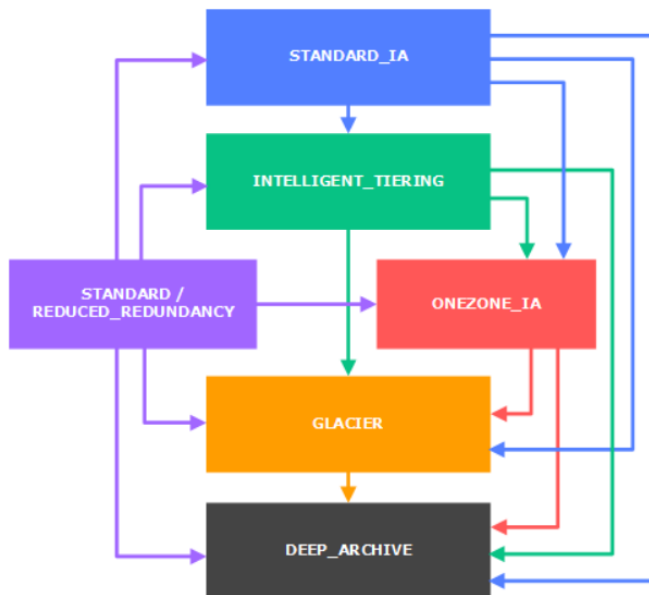 STANDARD_IA
INTELLIGENT_TIERING
STANDARD /
REDUCED_REDUNDANCY
ONEZONE_IA
GLACIER
DEEP_ARCHIVE